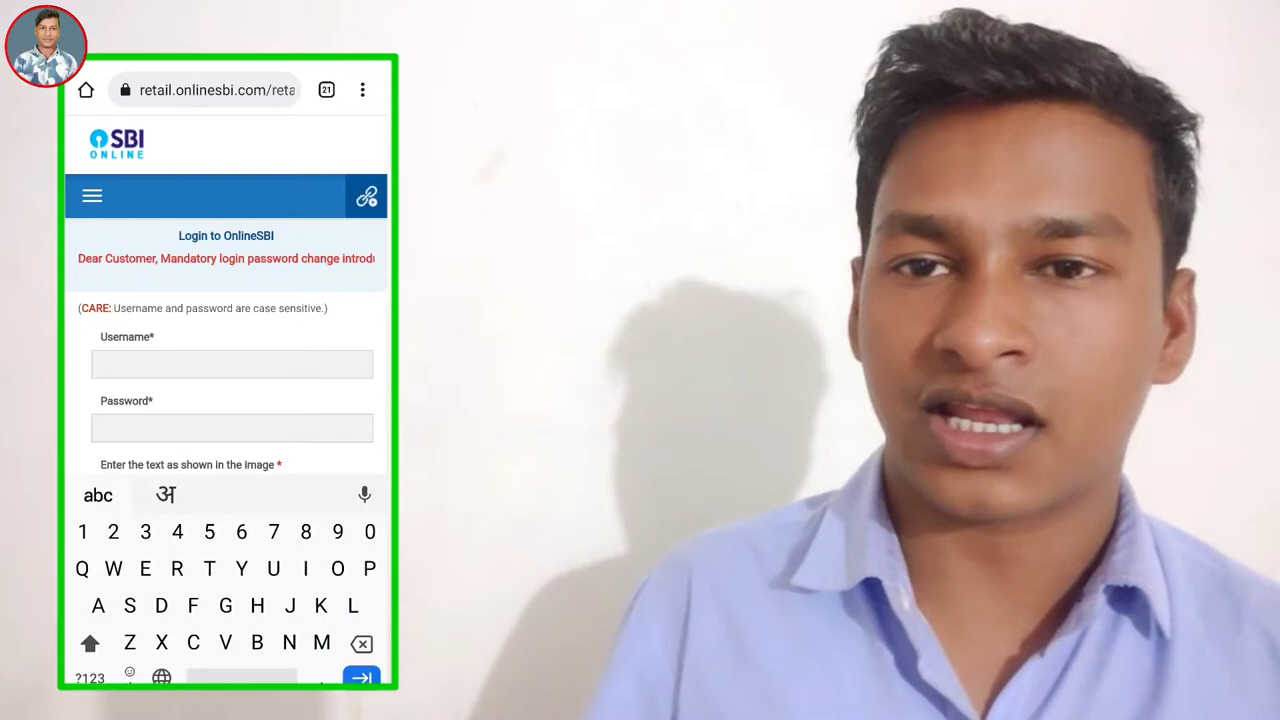 21
retail.onlinesbi.com/reta
SBI
ONLINE
Login to OnlineSBI
Dear Customer, Mandatory login password change introdu
(CARE: Username and password are case sensitive.)
Username*
Password*
Enter the text as shown in the image *
abc अ
1 2 3 4 5 6 7 8 9 0
Q W E R T Y U I O P
A S D F G H J K L
Z X C V B N M
?123